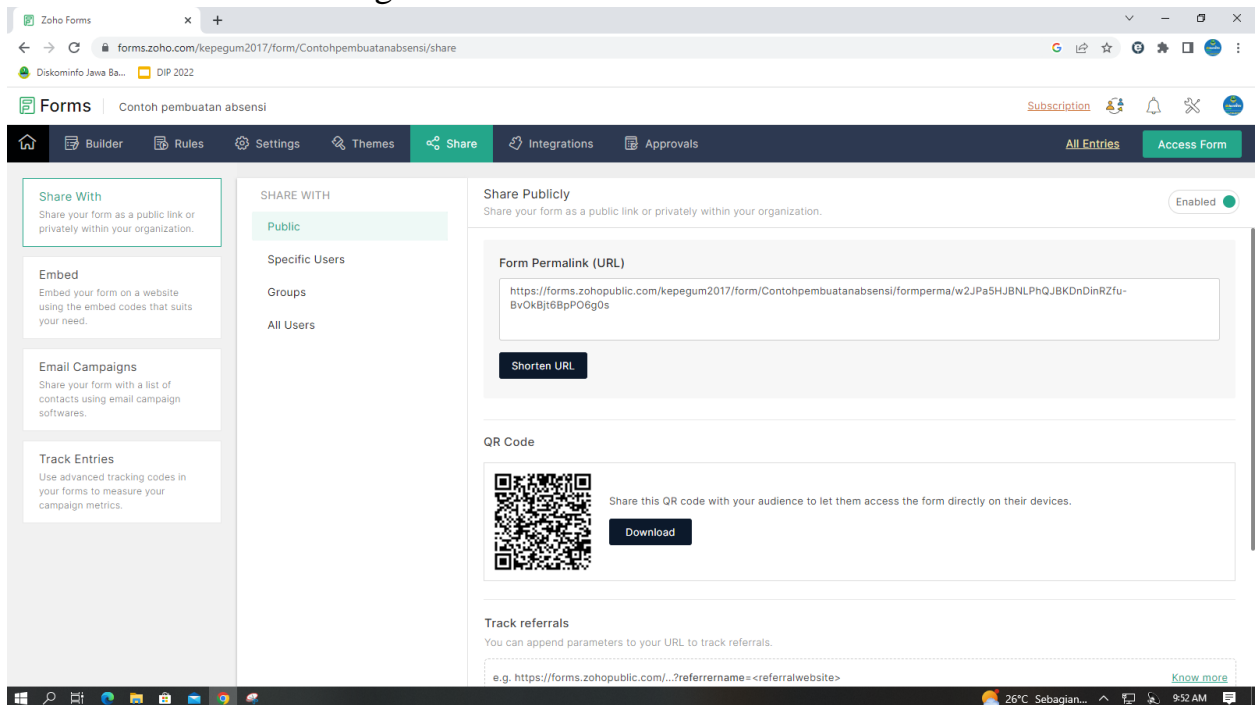 Zoho Forms
forms.zoho.com/kepegum2017/form/Contohpembuatanabsensi/share
Diskominfo Jawa Ba...
DIP 2022
Forms
Contoh pembuatan absensi
Subscription
Builder
Rules
Settings
Themes
Share
Integrations
Approvals
All Entries
Access Form
Share With
Share your form as a public link or
privately within your organization.
Embed
Embed your form on a website
using the embed codes that suits
your need.
Email Campaigns
Share your form with a list of
contacts using email campaign
softwares.
Track Entries
Use advanced tracking codes in
your forms to measure your
campaign metrics.
SHARE WITH
Public
Specific Users
Groups
All Users
Share Publicly
Share your form as a public link or privately within your organization.
Enabled
Form Permalink (URL)
https://forms.zohopublic.com/kepegum2017/form/Contohpembuatanabsensi/formperma/w2JPa5HJBNLPhQJBKDnDinRZfu-
BvOkBjt6BpPO6g0s
Shorten URL
QR Code
Share this QR code with your audience to let them access the form directly on their devices.
Download
Track referrals
You can append parameters to your URL to track referrals.
e.g. https://forms.zohopublic.com/...?referrername=<referralwebsite>
Know more
26°C Sebagian...
9:52 AM